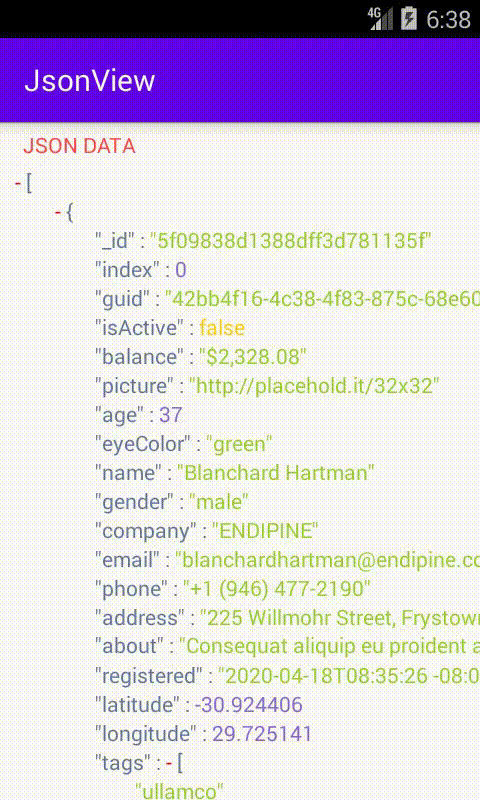 4G 6:38
JsonView
JSON DATA
- [
- {
"_id" : "5f09838d1388dff3d781135f"
"index" : 0
"guid" : "42bb4f16-4c38-4f83-875c-68e60
"isActive" : false
"balance" : "$2,328.08"
"picture" : "http://placehold.it/32x32"
"age" : 37
"eyeColor" : "green"
"name" : "Blanchard Hartman"
"gender" : "male"
"company" : "ENDIPINE"
"email" : "blanchardhartman@endipine.co
"phone" : "+1 (946) 477-2190"
"address" : "225 Willmohr Street, Frystown
"about" : "Consequat aliquip eu proident a
"registered" : "2020-04-18T08:35:26 -08:0
"latitude" : -30.924406
"longitude" : 29.725141
"tags" : - [
"ullamco"